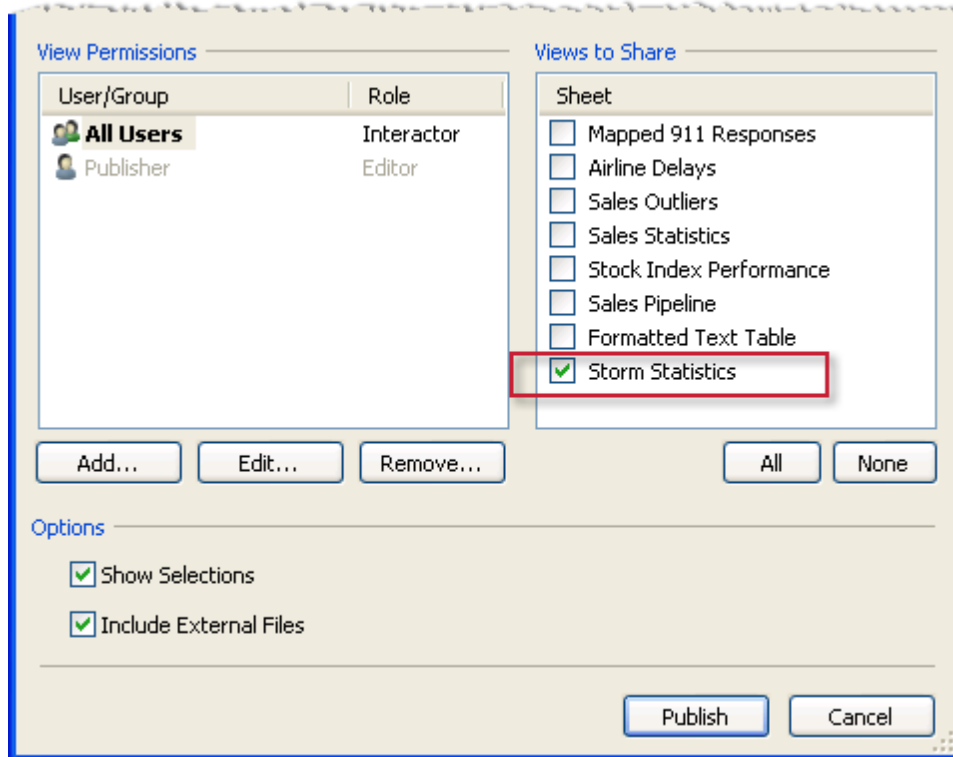 View Permissions
Views to Share
User/Group Role
Sheet
All Users Interactor
Publisher Editor
Mapped 911 Responses
Airline Delays
Sales Outliers
Sales Statistics
Stock Index Performance
Sales Pipeline
Formatted Text Table
Storm Statistics
Add... Edit... Remove...
All None
Options
Show Selections
Include External Files
Publish Cancel